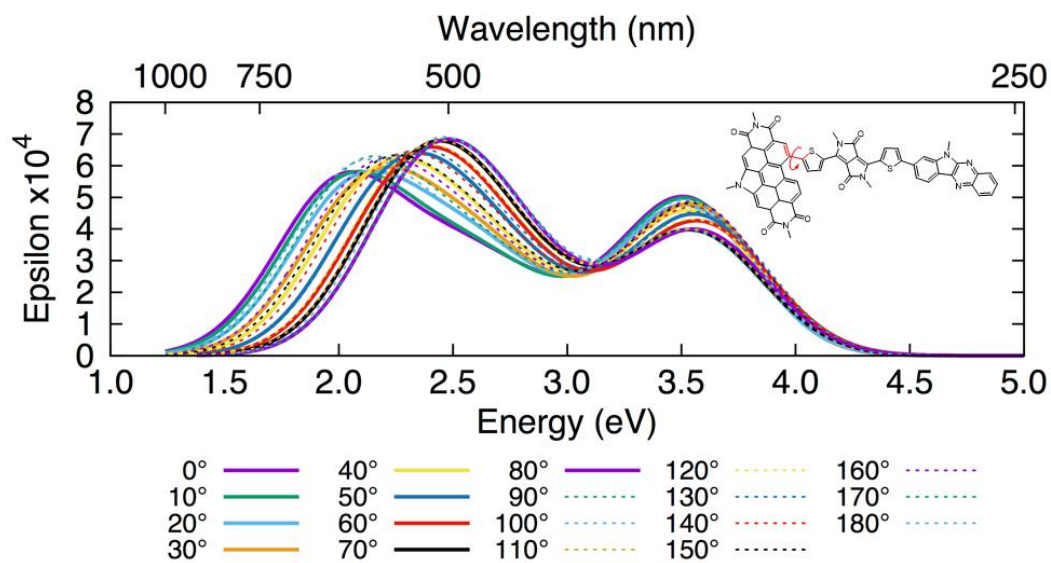 Wavelength (nm)
1000 750 500 250
Epsilon x10⁴
8
7
6
5
4
3
2
1
0
1.0 1.5 2.0 2.5 3.0 3.5 4.0 4.5 5.0
Energy (eV)
N O O
S N O
N O
S N N
N
N
O N O
0° 40° 80° 120° 160°
10° 50° 90° 130° 170°
20° 60° 100° 140° 180°
30° 70° 110° 150°